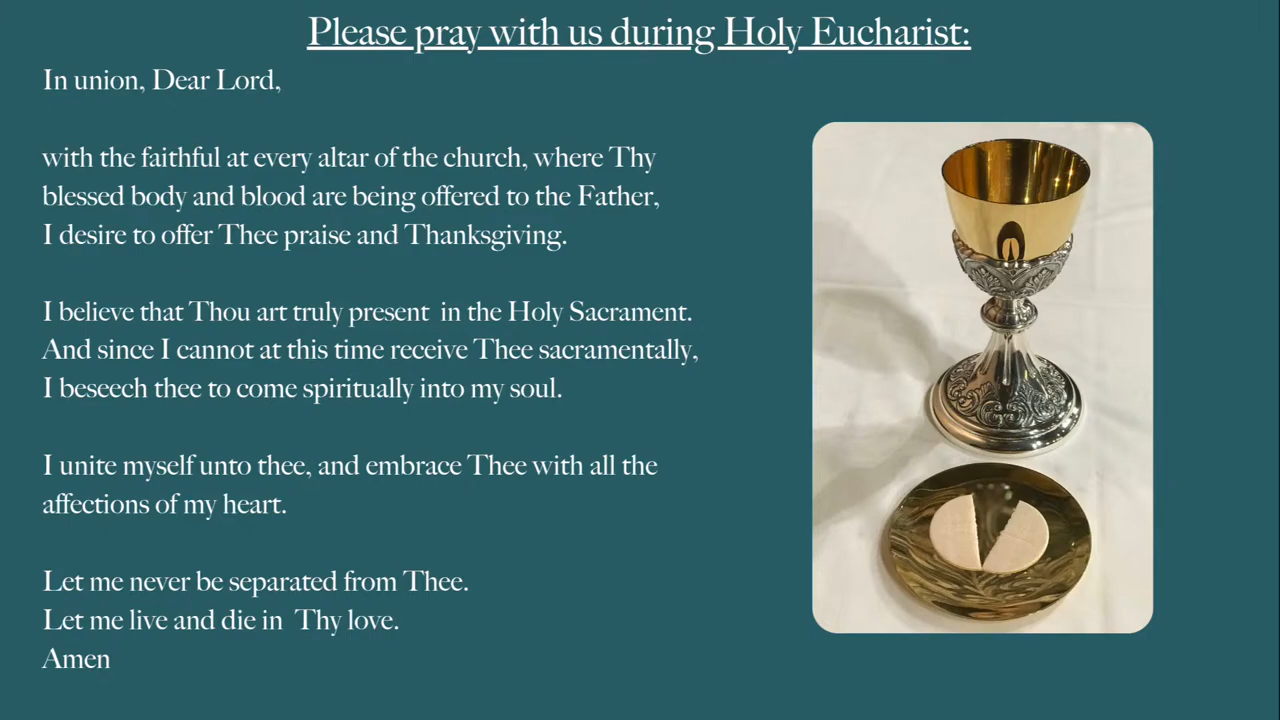 Please pray with us during Holy Eucharist:
In union, Dear Lord,
with the faithful at every altar of the church, where Thy
blessed body and blood are being offered to the Father,
I desire to offer Thee praise and Thanksgiving.
I believe that Thou art truly present  in the Holy Sacrament.
And since I cannot at this time receive Thee sacramentally,
I beseech thee to come spiritually into my soul.
I unite myself unto thee, and embrace Thee with all the
affections of my heart.
Let me never be separated from Thee.
Let me live and die in  Thy love.
Amen